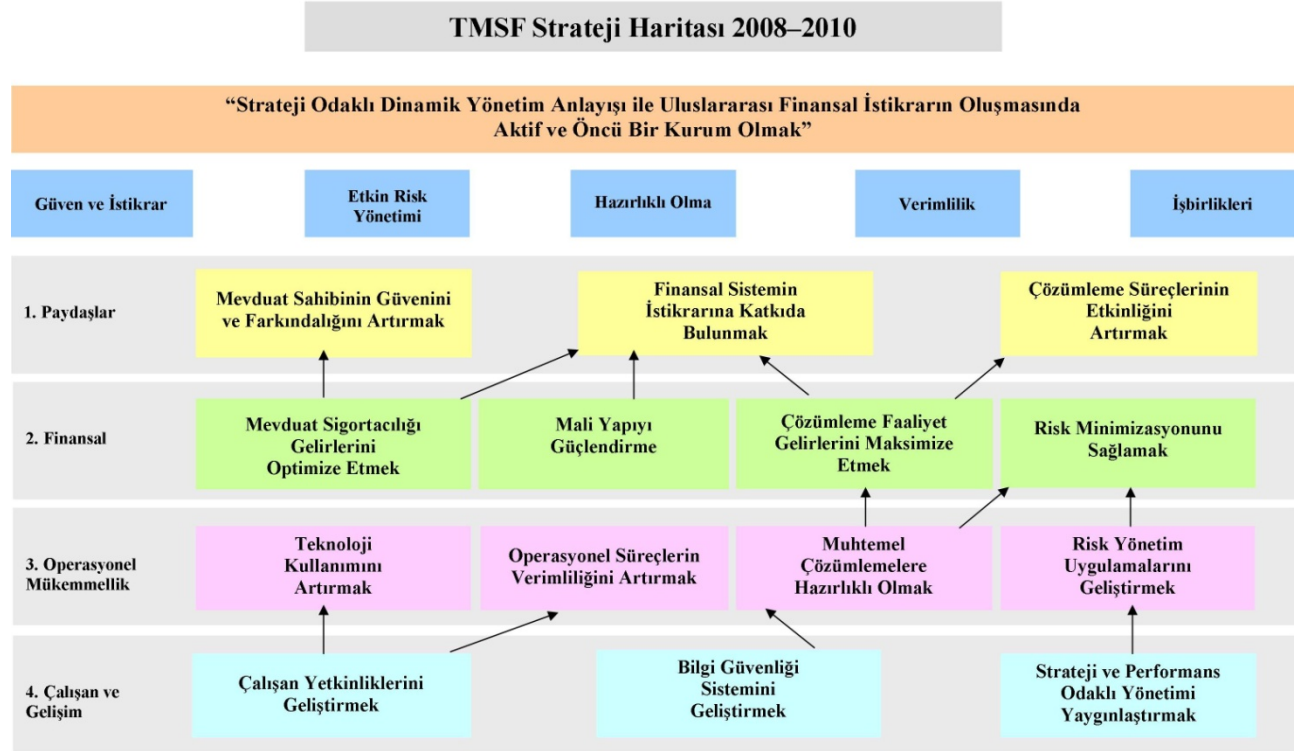 TMSF Strateji Haritası 2008–2010
“Strateji Odaklı Dinamik Yönetim Anlayışı ile Uluslararası Finansal İstikrarın Oluşmasında
Aktif ve Öncü Bir Kurum Olmak”
Güven ve İstikrar
Etkin Risk
Yönetimi
Hazırlıklı Olma
Verimlilik
İşbirlikleri
1. Paydaşlar
Mevduat Sahibinin Güvenini
ve Farkındalığını Artırmak
Finansal Sistemin
İstikrarına Katkıda
Bulunmak
Çözümleme Süreçlerinin
Etkinliğini
Artırmak
2. Finansal
Mevduat Sigortacılığı
Gelirlerini
Optimize Etmek
Mali Yapıyı
Güçlendirme
Çözümleme Faaliyet
Gelirlerini Maksimize
Etmek
Risk Minimizasyonunu
Sağlamak
3. Operasyonel
Mükemmellik
Teknoloji
Kullanımını
Artırmak
Operasyonel Süreçlerin
Verimliliğini Artırmak
Muhtemel
Çözümlemelere
Hazırlıklı Olmak
Risk Yönetim
Uygulamalarını
Geliştirmek
4. Çalışan ve
Gelişim
Çalışan Yetkinliklerini
Geliştirmek
Bilgi Güvenliği
Sistemini
Geliştirmek
Strateji ve Performans
Odaklı Yönetimi
Yaygınlaştırmak